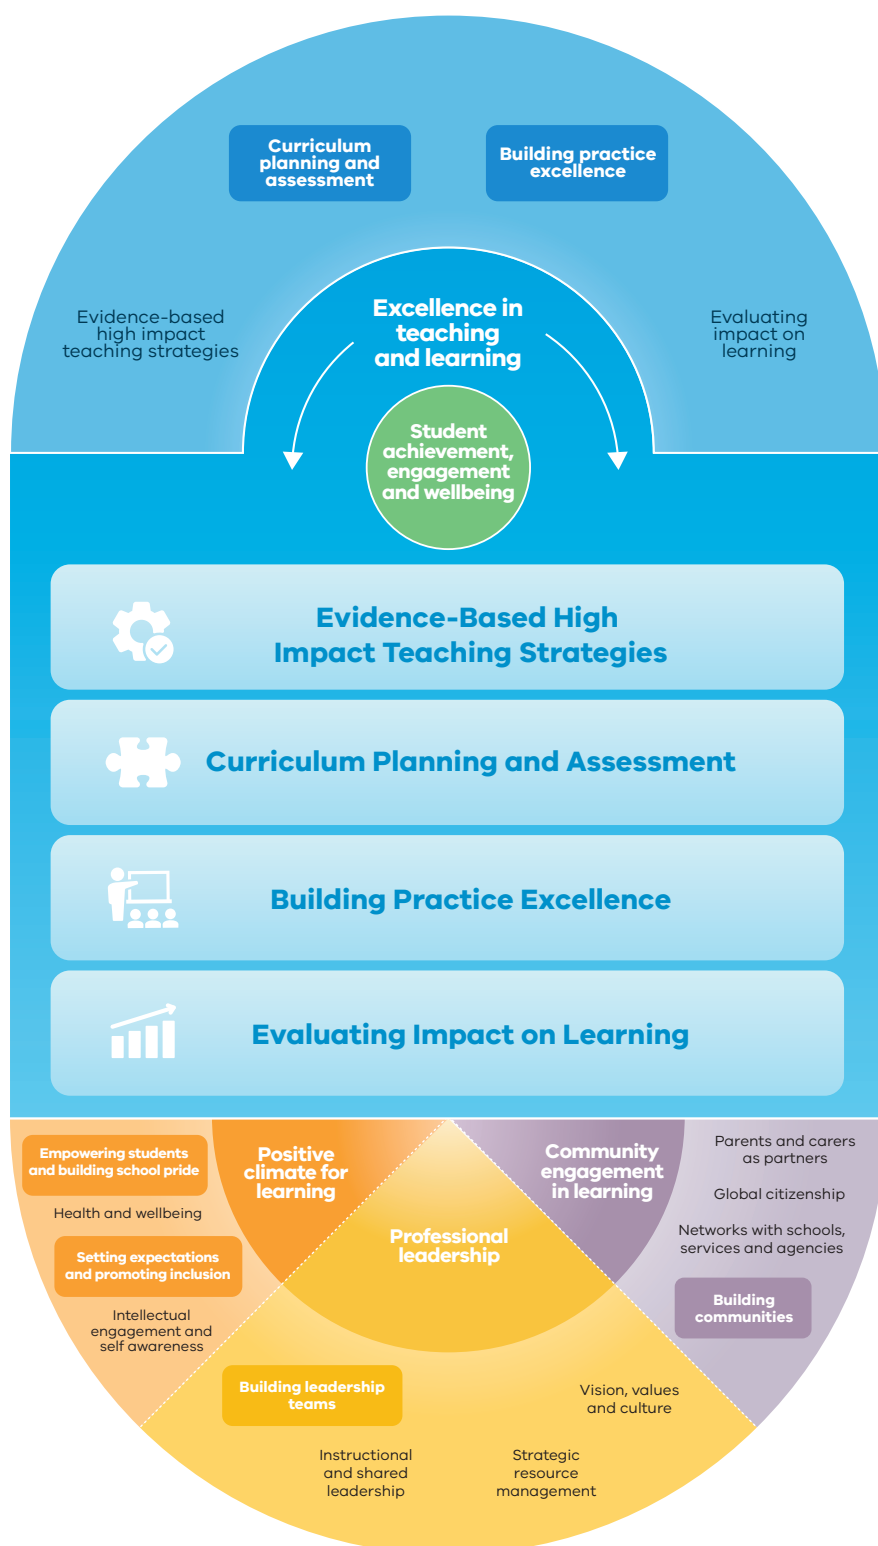 Curriculum
planning and
assessment
Building practice
excellence
Evidence-based
high impact
teaching strategies
Excellence in
teaching
and learning
Evaluating
impact on
learning
Student
achievement,
engagement
and wellbeing
Evidence-Based High
Impact Teaching Strategies
Curriculum Planning and Assessment
Building Practice Excellence
Evaluating Impact on Learning
Empowering students
and building school pride
Health and wellbeing
Setting expectations
and promoting inclusion
Intellectual
engagement and
self awareness
Positive
climate for
learning
Professional
leadership
Community
engagement
in learning
Parents and carers
as partners
Global citizenship
Networks with schools,
services and agencies
Building
communities
Building leadership
teams
Instructional
and shared
leadership
Strategic
resource
management
Vision, values
and culture